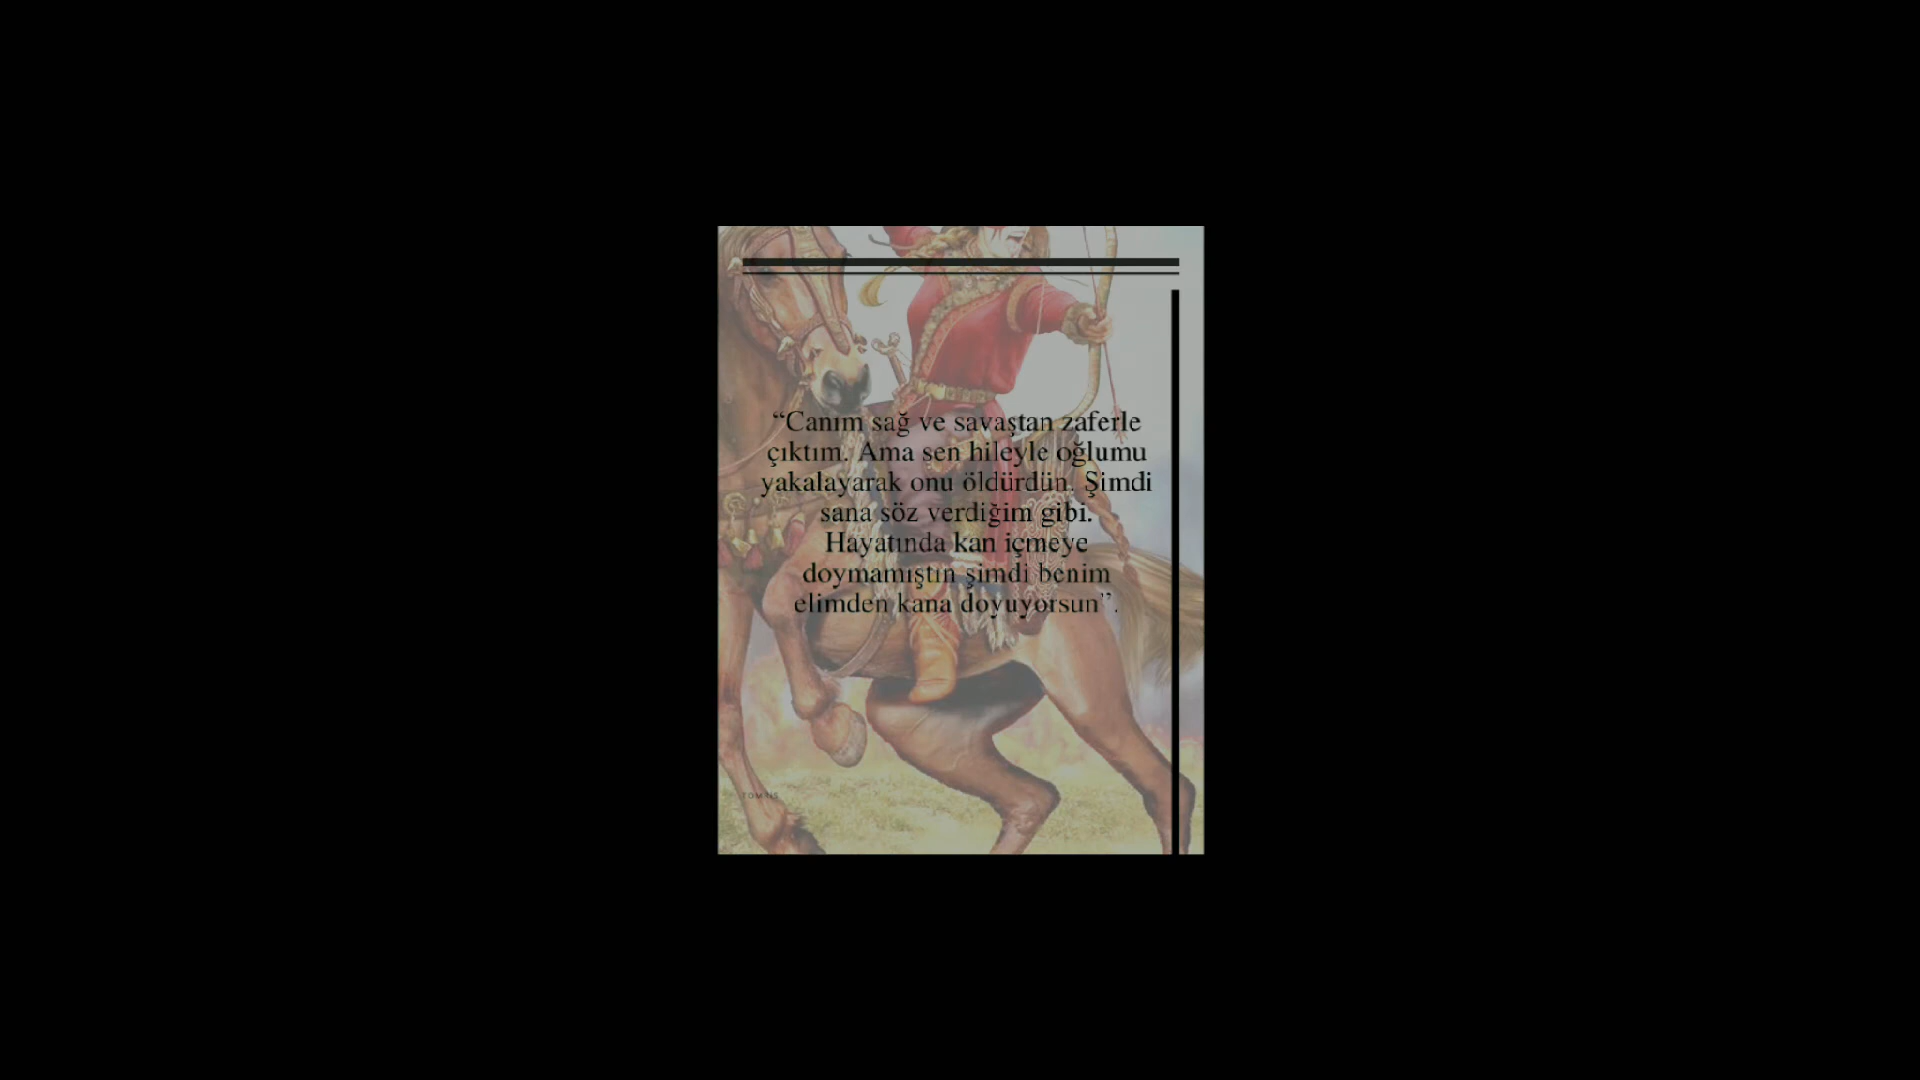 “Canım sağ ve savaştan zaferle
çıktım. Ama sen hileyle oğlumu
yakalayarak onu öldürdün. Şimdi
sana söz verdiğim gibi.
Hayatında kan içmeye
doymamıştın şimdi benim
elimden kana doyuyorsun”.